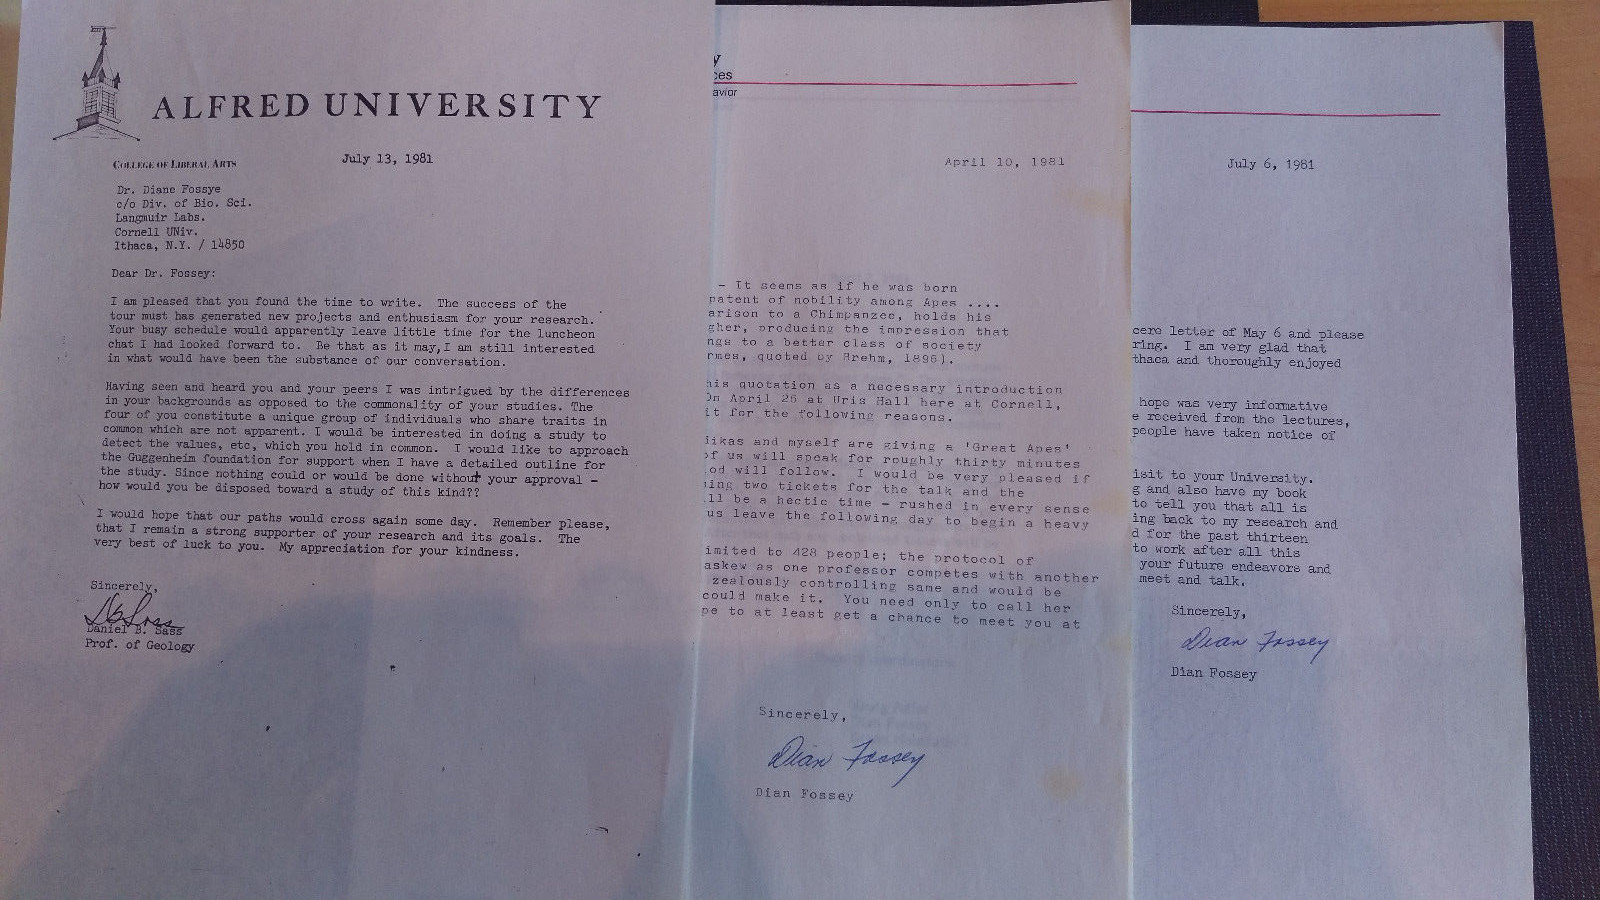 ALFRED UNIVERSITY
COLLEGE OF LIBERAL ARTS
July 13, 1981
Dr. Diane Fossye
c/o Div. of Bio. Sci.
Langmuir Labs.
Cornell UNiv.
Ithaca, N.Y. / 14850
Dear Dr. Fossey:
I am pleased that you found the time to write. The success of the
tour must has generated new projects and enthusiasm for your research.
Your busy schedule would apparently leave little time for the luncheon
chat I had looked forward to. Be that as it may,I am still interested
in what would have been the substance of our conversation.
Having seen and heard you and your peers I was intrigued by the differences
in your backgrounds as opposed to the commonality of your studies. The
four of you constitute a unique group of individuals who share traits in
common which are not apparent. I would be interested in doing a study to
detect the values, etc, which you hold in common. I would like to approach
the Guggenheim foundation for support when I have a detailed outline for
the study. Since nothing could or would be done without your approval -
how would you be disposed toward a study of this kind??
I would hope that our paths would cross again some day. Remember please,
that I remain a strong supporter of your research and its goals. The
very best of luck to you. My appreciation for your kindness.
Sincerely,
Daniel B. Sass
Prof. of Geology
y
ces
avior
April 10, 1981
- It seems as if he was born
patent of nobility among Apes ....
arison to a Chimpanzee, holds his
gher, producing the impression that
ngs to a better class of society
rmes, quoted by Brehm, 1896).
his quotation as a necessary introduction
On April 26 at Uris Hall here at Cornell,
it for the following reasons.
dikas and myself are giving a 'Great Apes'
of us will speak for roughly thirty minutes
od will follow. I would be very pleased if
ing two tickets for the talk and the
ll be a hectic time - rushed in every sense
us leave the following day to begin a heavy
imited to 428 people; the protocol of
askew as one professor competes with another
zealously controlling same and would be
could make it. You need only to call her
pe to at least get a chance to meet you at
Sincerely,
Dian Fossey
Dian Fossey
July 6, 1981
cere letter of May 6 and please
ring. I am very glad that
thaca and thoroughly enjoyed
hope was very informative
e received from the lectures,
people have taken notice of
isit to your University.
g and also have my book
to tell you that all is
ing back to my research and
d for the past thirteen
to work after all this
your future endeavors and
meet and talk.
Sincerely,
Dian Fossey
Dian Fossey